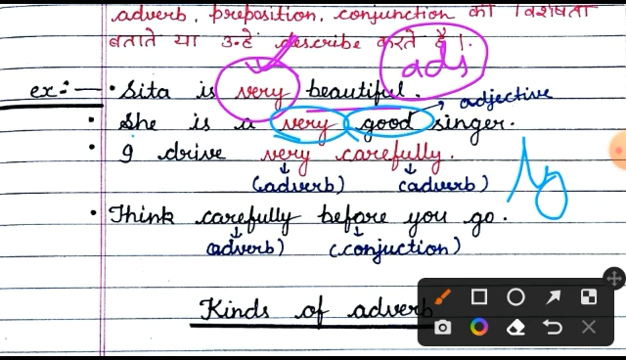 adverb, preposition, conjunction की विशेषता
बताते या उन्हें describe करते है।
adj
ex:— • Sita is very beautiful.
adjective
• She is a very good singer.
• I drive very carefully.
(adverb) (adverb)
• Think carefully before you go.
(adverb) (conjuction)
Kinds of adverb